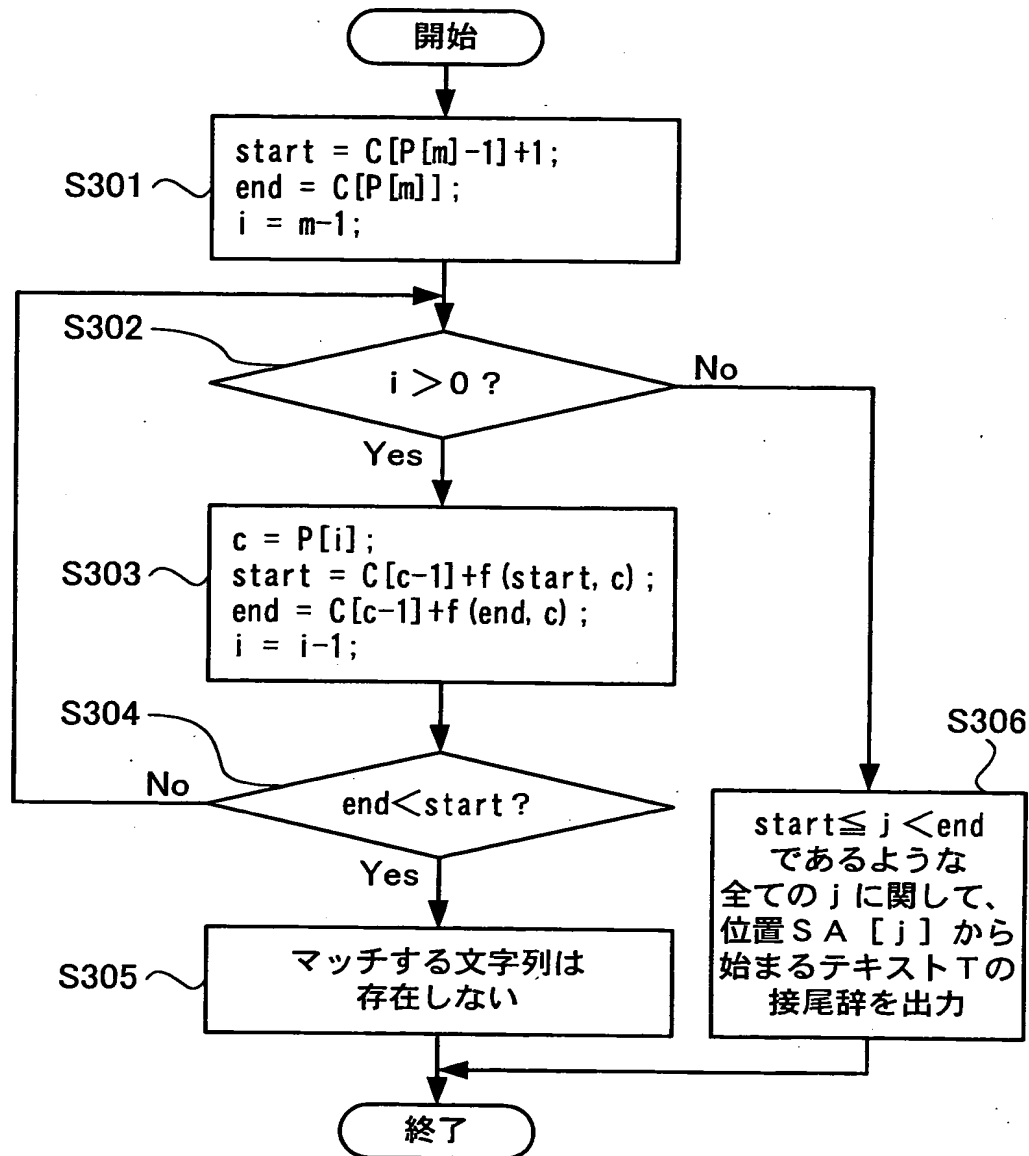 開始
S301
start = C[P[m]-1]+1;
end = C[P[m]];
i = m-1;
S302
i＞0？
No
Yes
S303
c = P[i];
start = C[c-1]+f(start, c);
end = C[c-1]+f(end, c);
i = i-1;
S304
No
end＜start？
Yes
S305
マッチする文字列は
存在しない
S306
start≦j＜end
であるような
全てのjに関して、
位置SA［j］から
始まるテキストTの
接尾辞を出力
終了